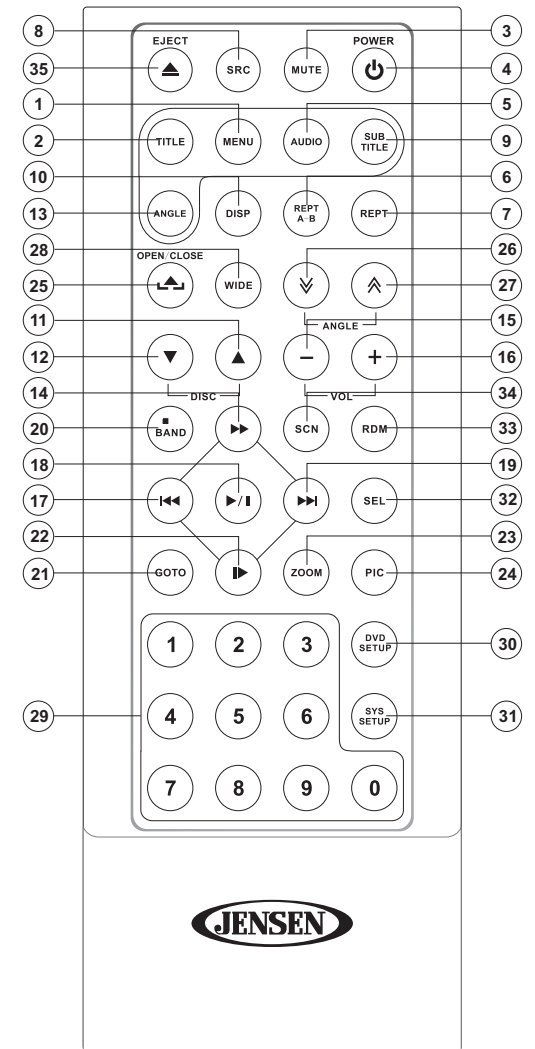 8 3
EJECT POWER
35 SRC MUTE 4
1 5
2 TITLE MENU AUDIO SUB TITLE 9
10 6
13 ANGLE DISP REPT A-B REPT 7
28 26
OPEN/CLOSE
25 WIDE 27
ANGLE
11 15
12 - + 16
14 DISC VOL 34
20 BAND SCN RDM 33
18 19
17 SEL 32
22 23
21 GOTO ZOOM PIC 24
1 2 3 DVD SETUP 30
29 4 5 6 SYS SETUP 31
7 8 9 0
JENSEN